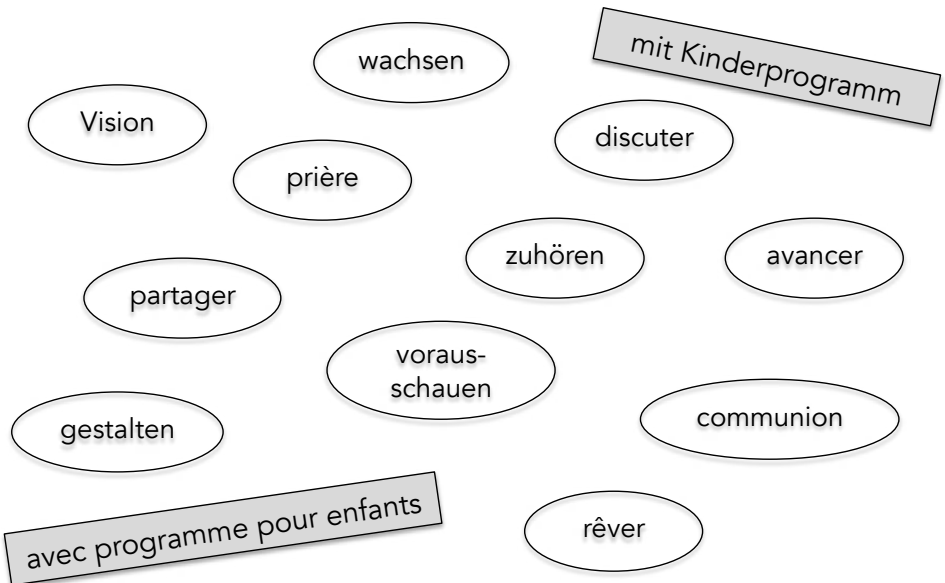 wachsen
mit Kinderprogramm
Vision
discuter
prière
zuhören
avancer
partager
voraus-
schauen
communion
gestalten
avec programme pour enfants
rêver